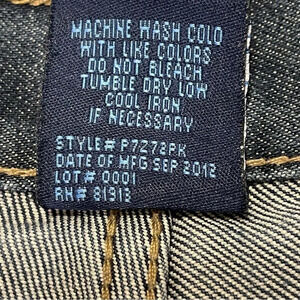 MACHINE WASH COLD
WITH LIKE COLORS
DO NOT BLEACH
TUMBLE DRY LOW
COOL IRON
IF NECESSARY
STYLE# P7Z72PK
DATE OF MFG SEP 2012
LOT# 0001
RN# 81913